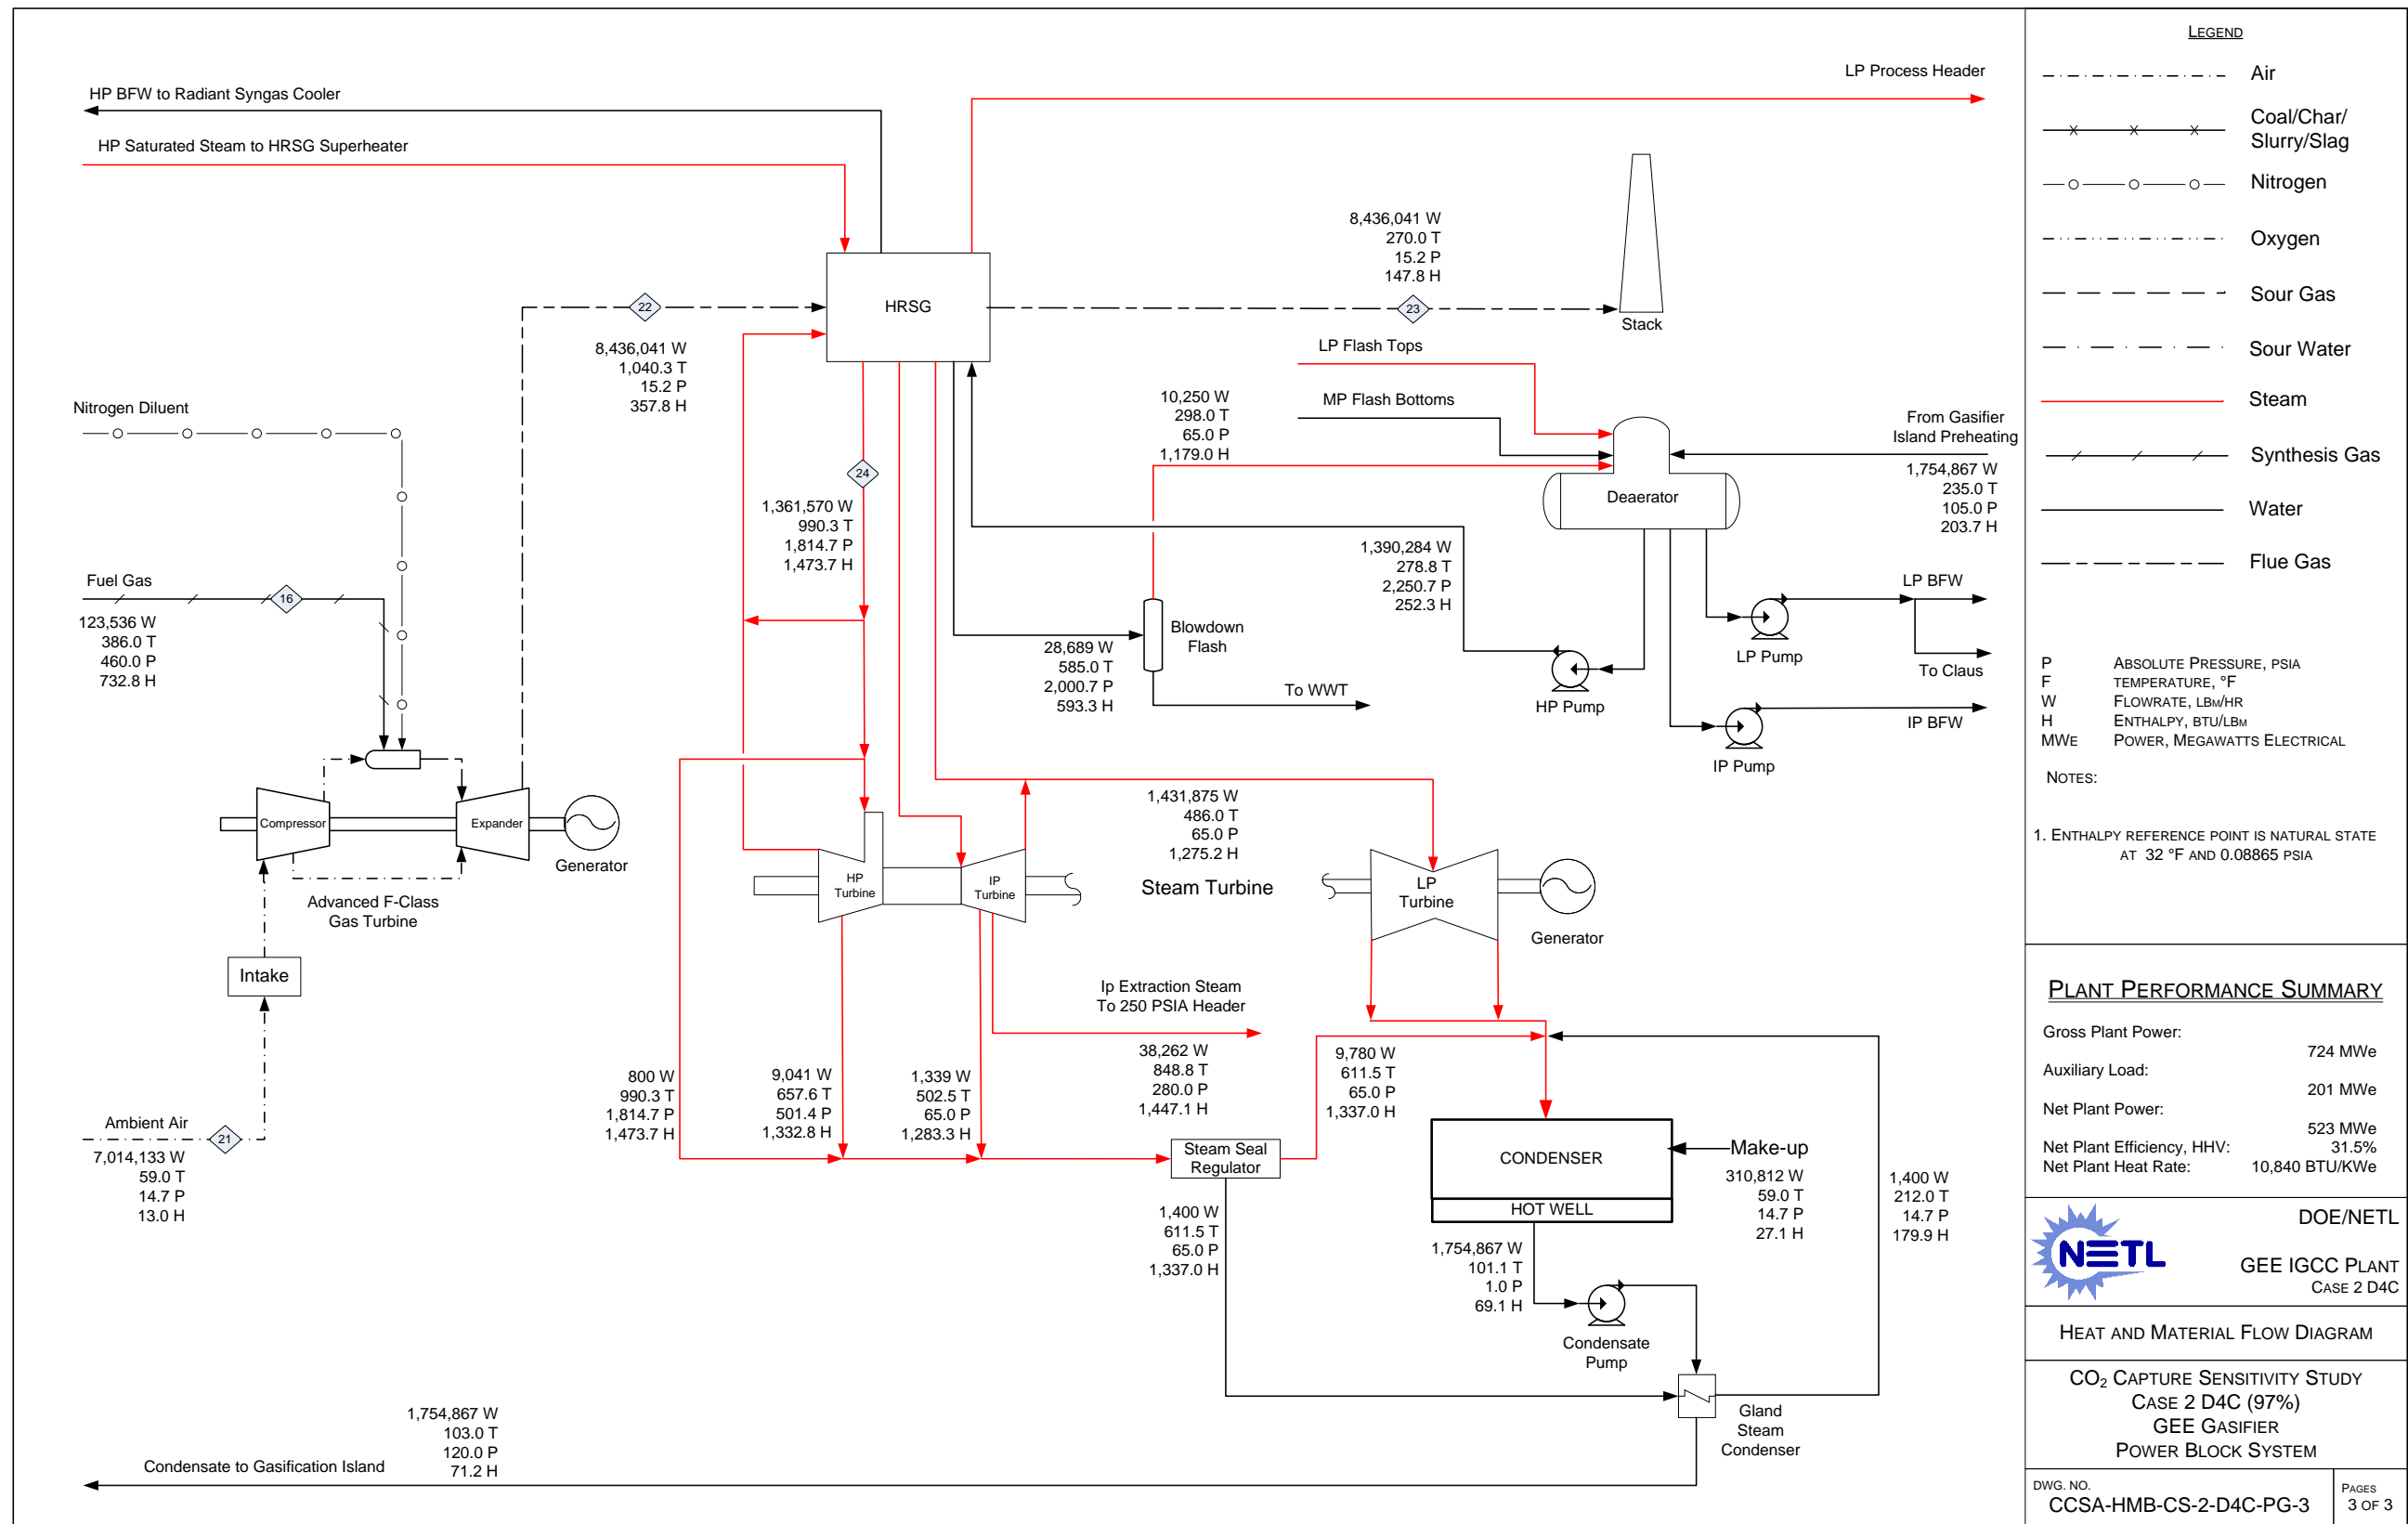 HP BFW to Radiant Syngas Cooler
HP Saturated Steam to HRSG Superheater
LP Process Header
HRSG
22
8,436,041 W
1,040.3 T
15.2 P
357.8 H
8,436,041 W
270.0 T
15.2 P
147.8 H
23
Stack
Nitrogen Diluent
Fuel Gas
16
123,536 W
386.0 T
460.0 P
732.8 H
24
1,361,570 W
990.3 T
1,814.7 P
1,473.7 H
LP Flash Tops
10,250 W
298.0 T
65.0 P
1,179.0 H
MP Flash Bottoms
From Gasifier
Island Preheating
1,754,867 W
235.0 T
105.0 P
203.7 H
Deaerator
1,390,284 W
278.8 T
2,250.7 P
252.3 H
Blowdown
Flash
28,689 W
585.0 T
2,000.7 P
593.3 H
To WWT
HP Pump
LP BFW
LP Pump
To Claus
IP BFW
IP Pump
Compressor
Expander
Generator
Advanced F-Class
Gas Turbine
Intake
Ambient Air
21
7,014,133 W
59.0 T
14.7 P
13.0 H
HP
Turbine
IP
Turbine
1,431,875 W
486.0 T
65.0 P
1,275.2 H
Steam Turbine
LP
Turbine
Generator
Ip Extraction Steam
To 250 PSIA Header
38,262 W
848.8 T
280.0 P
1,447.1 H
800 W
990.3 T
1,814.7 P
1,473.7 H
9,041 W
657.6 T
501.4 P
1,332.8 H
1,339 W
502.5 T
65.0 P
1,283.3 H
9,780 W
611.5 T
65.0 P
1,337.0 H
Steam Seal
Regulator
1,400 W
611.5 T
65.0 P
1,337.0 H
CONDENSER
HOT WELL
Make-up
310,812 W
59.0 T
14.7 P
27.1 H
1,400 W
212.0 T
14.7 P
179.9 H
1,754,867 W
101.1 T
1.0 P
69.1 H
Condensate
Pump
Gland
Steam
Condenser
1,754,867 W
103.0 T
120.0 P
71.2 H
Condensate to Gasification Island
LEGEND
Air
Coal/Char/
Slurry/Slag
Nitrogen
Oxygen
Sour Gas
Sour Water
Steam
Synthesis Gas
Water
Flue Gas
P ABSOLUTE PRESSURE, PSIA
F TEMPERATURE, °F
W FLOWRATE, LBM/HR
H ENTHALPY, BTU/LBM
MWE POWER, MEGAWATTS ELECTRICAL
NOTES:
1. ENTHALPY REFERENCE POINT IS NATURAL STATE
AT 32 °F AND 0.08865 PSIA
PLANT PERFORMANCE SUMMARY
Gross Plant Power:
724 MWe
Auxiliary Load:
201 MWe
Net Plant Power:
523 MWe
Net Plant Efficiency, HHV: 31.5%
Net Plant Heat Rate: 10,840 BTU/KWe
NETL
DOE/NETL
GEE IGCC PLANT
CASE 2 D4C
HEAT AND MATERIAL FLOW DIAGRAM
CO2 CAPTURE SENSITIVITY STUDY
CASE 2 D4C (97%)
GEE GASIFIER
POWER BLOCK SYSTEM
DWG. NO.
CCSA-HMB-CS-2-D4C-PG-3
PAGES
3 OF 3